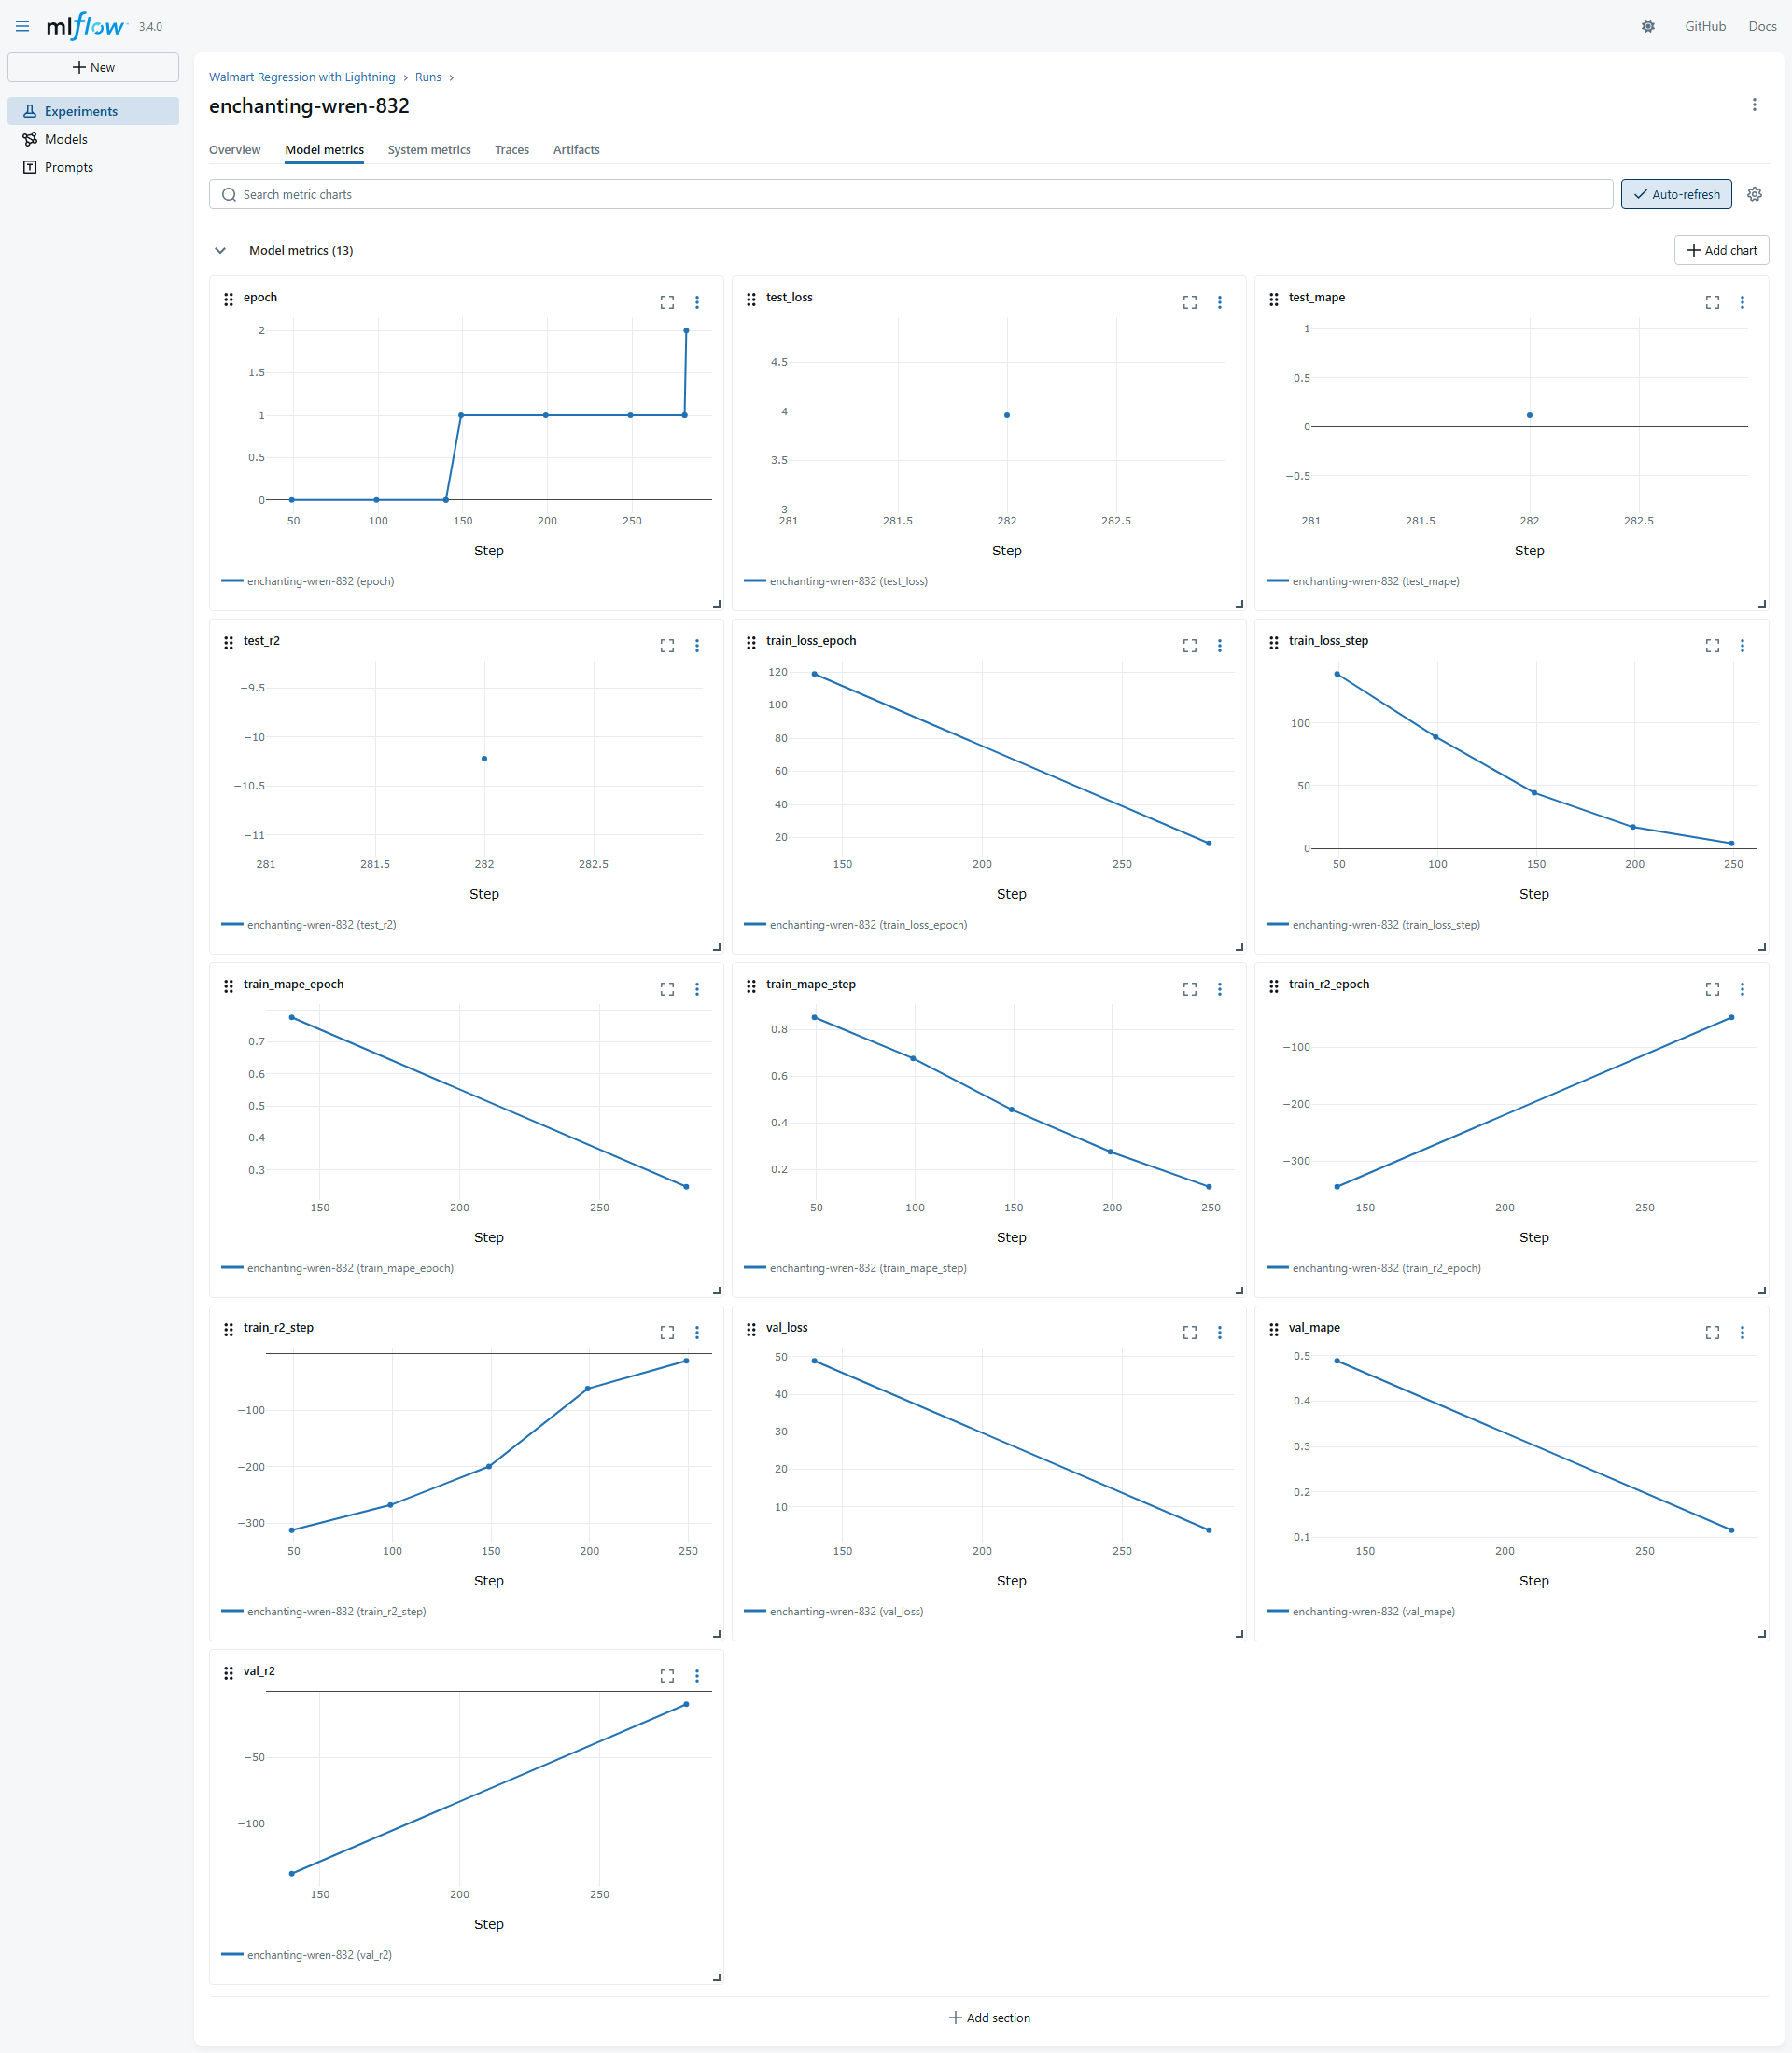 mlflow 3.4.0 GitHub Docs
New
Experiments
Models
Prompts
Walmart Regression with Lightning › Runs ›
enchanting-wren-832
Overview Model metrics System metrics Traces Artifacts
Search metric charts Auto-refresh
Model metrics (13) Add chart
epoch
2
1.5
1
0.5
0
50 100 150 200 250
Step
enchanting-wren-832 (epoch)
test_loss
4.5
4
3.5
3
281 281.5 282 282.5
Step
enchanting-wren-832 (test_loss)
test_mape
1
0.5
0
−0.5
281 281.5 282 282.5
Step
enchanting-wren-832 (test_mape)
test_r2
−9.5
−10
−10.5
−11
281 281.5 282 282.5
Step
enchanting-wren-832 (test_r2)
train_loss_epoch
120
100
80
60
40
20
150 200 250
Step
enchanting-wren-832 (train_loss_epoch)
train_loss_step
100
50
0
50 100 150 200 250
Step
enchanting-wren-832 (train_loss_step)
train_mape_epoch
0.7
0.6
0.5
0.4
0.3
150 200 250
Step
enchanting-wren-832 (train_mape_epoch)
train_mape_step
0.8
0.6
0.4
0.2
50 100 150 200 250
Step
enchanting-wren-832 (train_mape_step)
train_r2_epoch
−100
−200
−300
150 200 250
Step
enchanting-wren-832 (train_r2_epoch)
train_r2_step
−100
−200
−300
50 100 150 200 250
Step
enchanting-wren-832 (train_r2_step)
val_loss
50
40
30
20
10
150 200 250
Step
enchanting-wren-832 (val_loss)
val_mape
0.5
0.4
0.3
0.2
0.1
150 200 250
Step
enchanting-wren-832 (val_mape)
val_r2
−50
−100
150 200 250
Step
enchanting-wren-832 (val_r2)
Add section